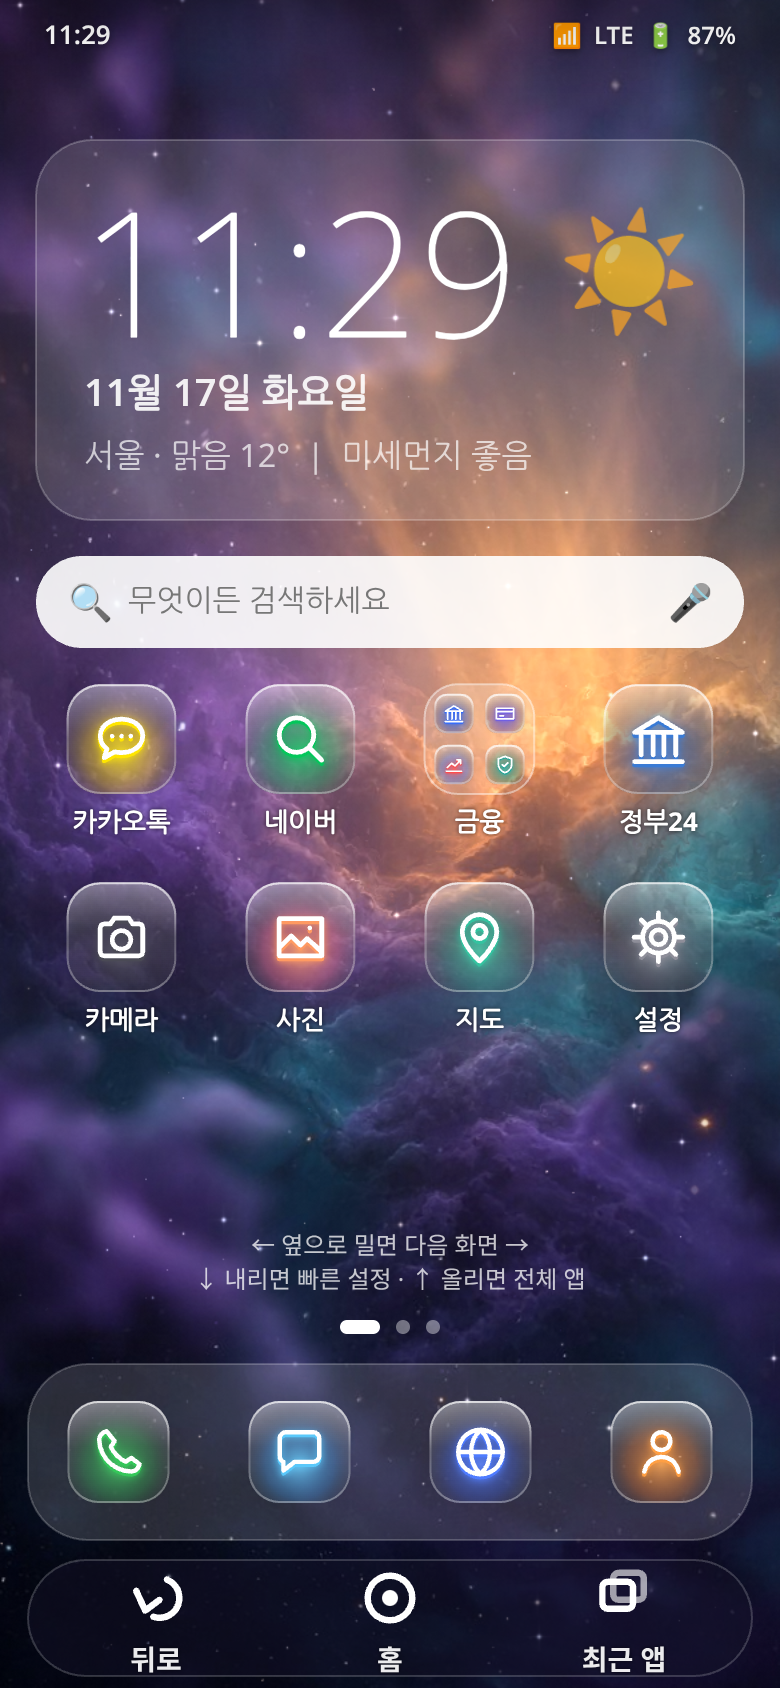 11:29
LTE 87%
11:29
11월 17일 화요일
서울 · 맑음 12° | 미세먼지 좋음
무엇이든 검색하세요
카카오톡 네이버 금융 정부24
카메라 사진 지도 설정
← 옆으로 밀면 다음 화면 →
↓ 내리면 빠른 설정 · ↑ 올리면 전체 앱
뒤로 홈 최근 앱